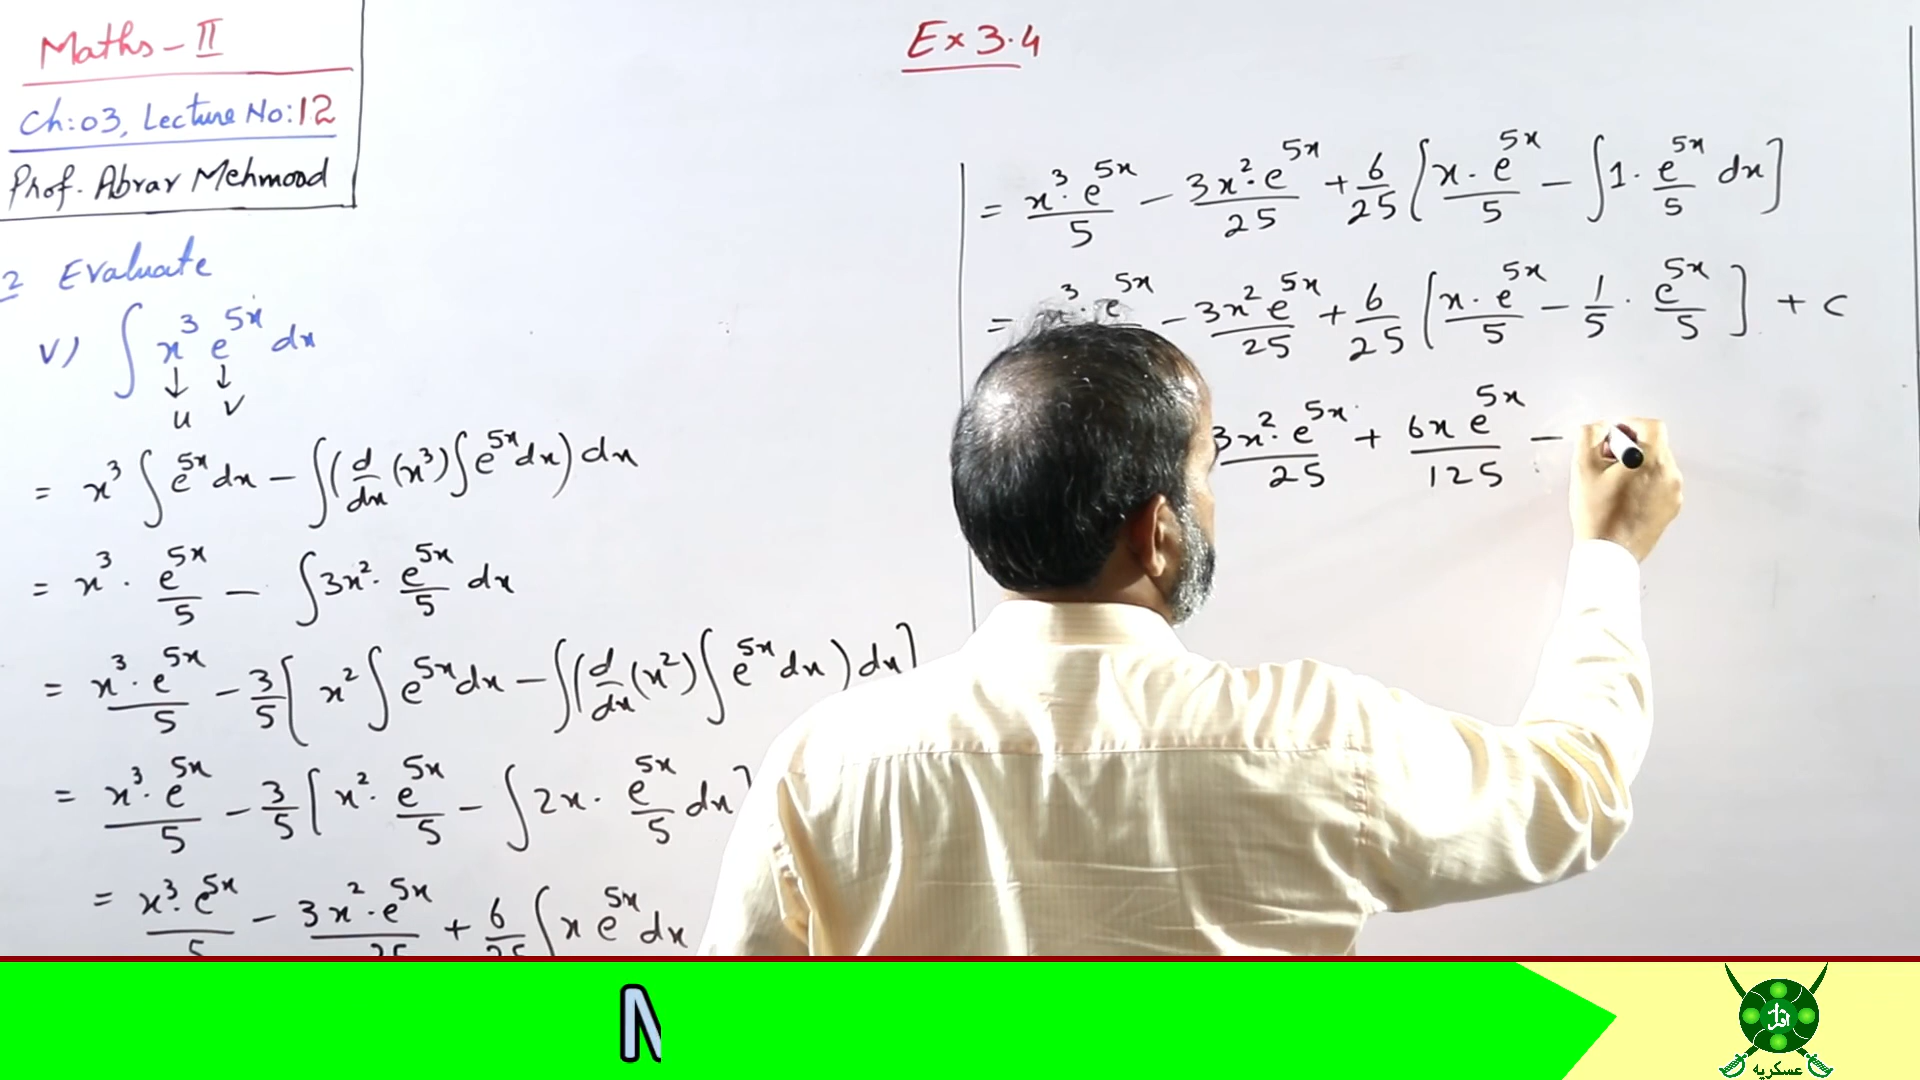 Maths-II
Ch:03, Lecture No:12
Prof. Abrar Mehmood
Ex 3.4
2 Evaluate
v) ∫ x³ e^5x dx
↓ ↓
u v
= x³ ∫ e^5x dx − ∫( d/dx (x³) ∫ e^5x dx ) dx
= x³ · e^5x/5 − ∫ 3x² · e^5x/5 dx
= x³·e^5x/5 − 3/5 [ x² ∫ e^5x dx − ∫( d/dx (x²) ∫ e^5x dx ) dx ]
= x³·e^5x/5 − 3/5 [ x² · e^5x/5 − ∫ 2x · e^5x/5 dx ]
= x³·e^5x/5 − 3x²·e^5x/25 + 6/25 ∫ x e^5x dx
= x³·e^5x/5 − 3x²·e^5x/25 + 6/25 [ x·e^5x/5 − ∫ 1 · e^5x/5 dx ]
= x³·e^5x − 3x² e^5x/25 + 6/25 [ x·e^5x/5 − 1/5 · e^5x/5 ] + c
3x²·e^5x/25 + 6x e^5x/125 −
عسكریه